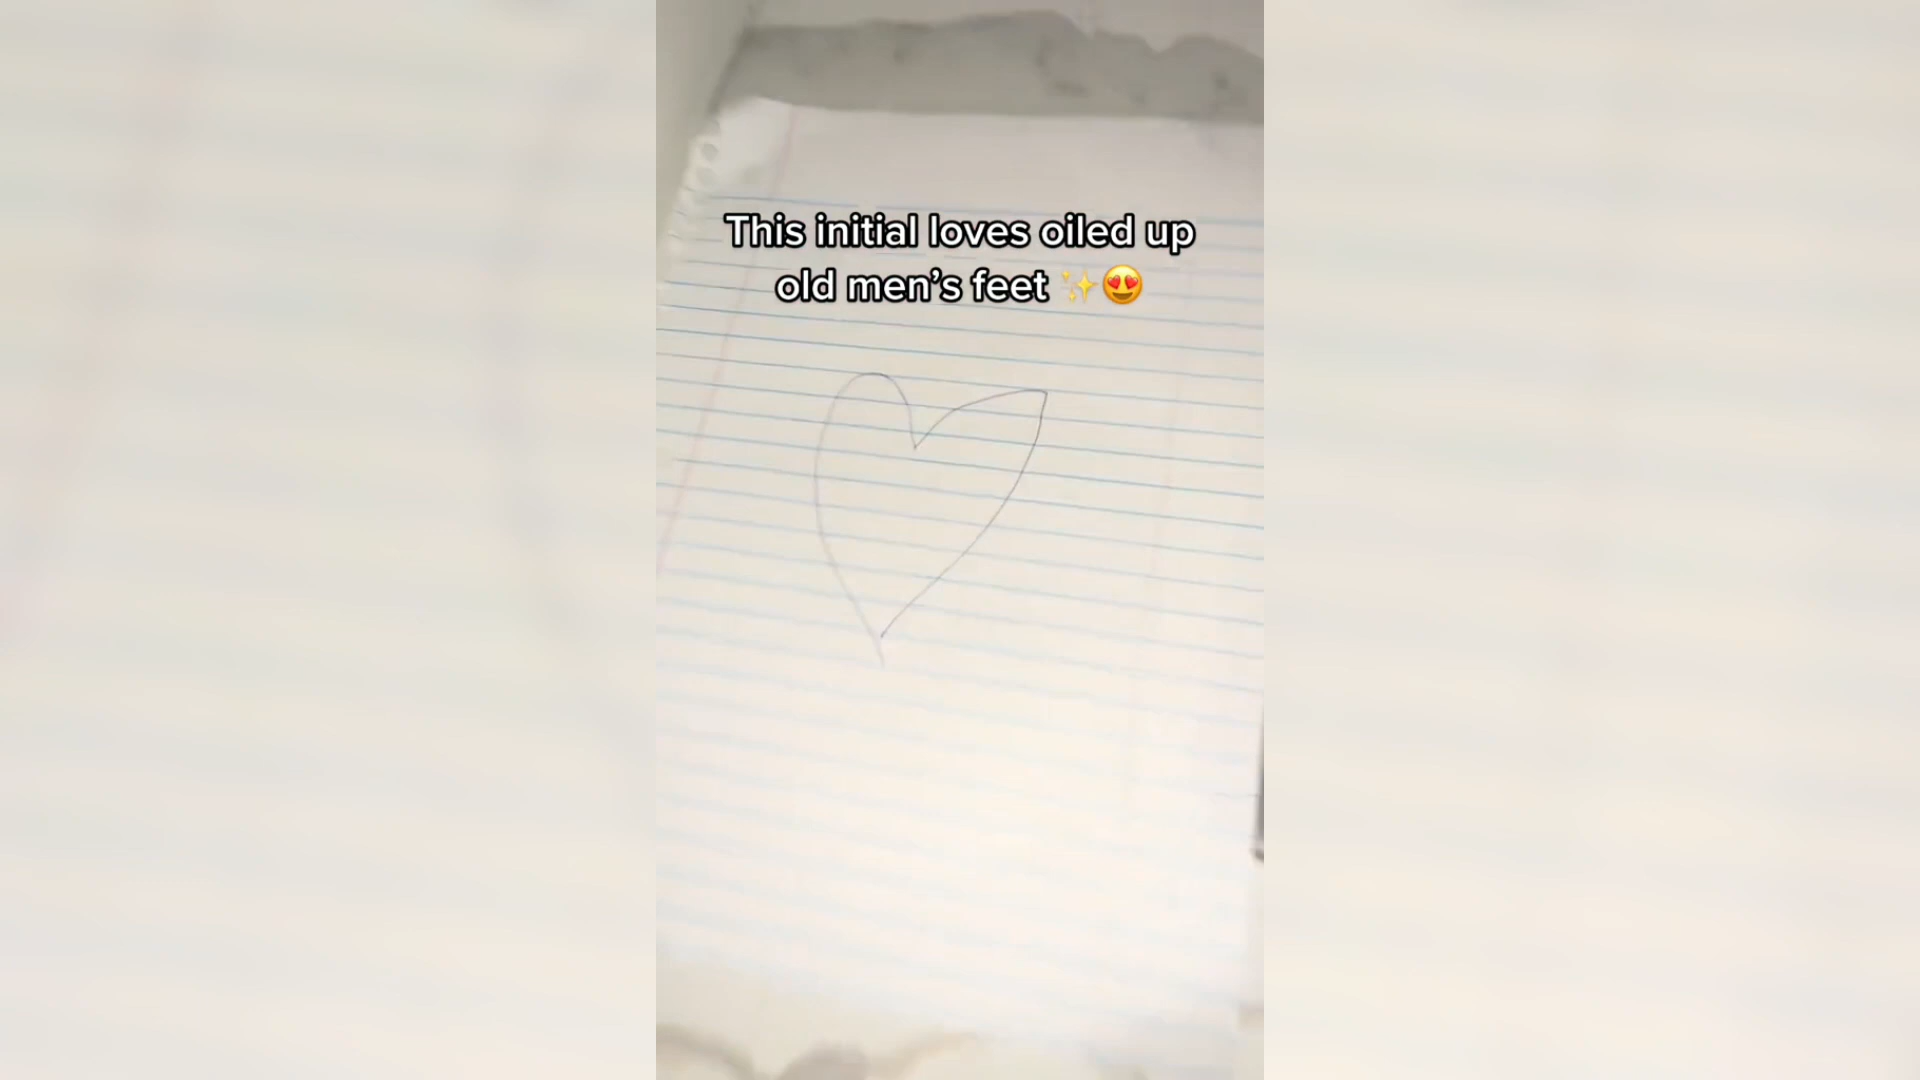 This initial loves oiled up
old men's feet ✨😍